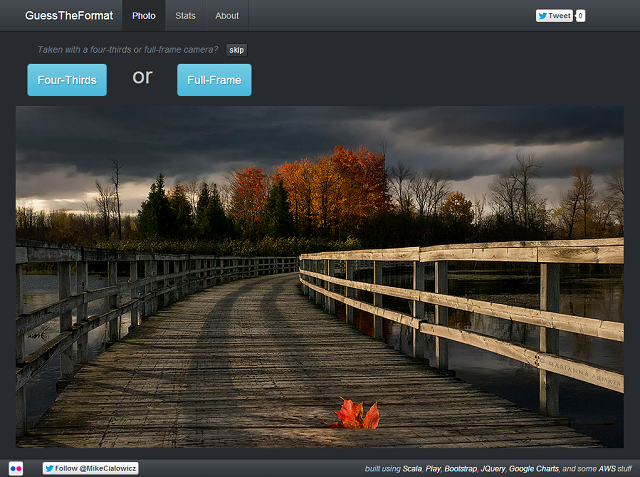 GuessTheFormat Photo Stats About Tweet 0
Taken with a four-thirds or full-frame camera? skip
Four-Thirds or Full-Frame
MARIANNA ARMATA
Follow @MikeCialowicz built using Scala, Play, Bootstrap, JQuery, Google Charts, and some AWS stuff